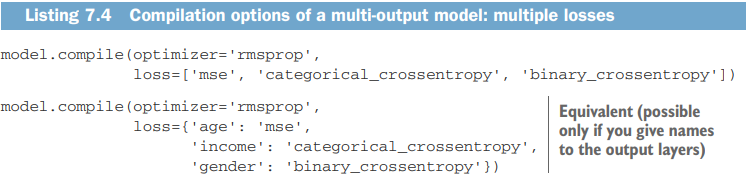 Listing 7.4 Compilation options of a multi-output model: multiple losses
model.compile(optimizer='rmsprop',
loss=['mse', 'categorical_crossentropy', 'binary_crossentropy'])
model.compile(optimizer='rmsprop',
loss={'age': 'mse',
'income': 'categorical_crossentropy',
'gender': 'binary_crossentropy'})
Equivalent (possible
only if you give names
to the output layers)